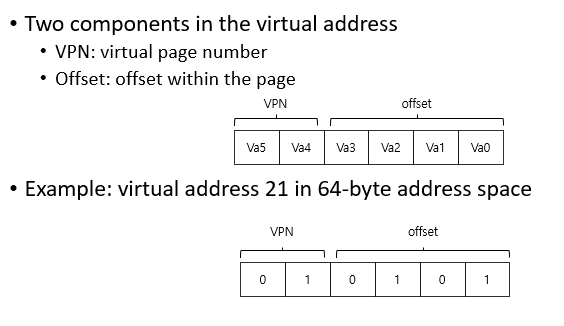 • Two components in the virtual address
• VPN: virtual page number
• Offset: offset within the page
VPN offset
Va5 Va4 Va3 Va2 Va1 Va0
• Example: virtual address 21 in 64-byte address space
VPN offset
0 1 0 1 0 1